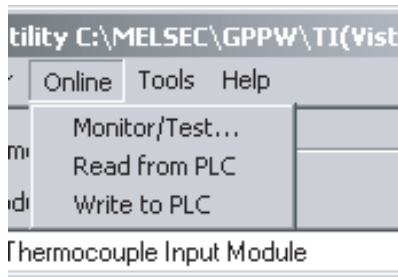 tility C:\MELSEC\GPPW\TI(Vist
Online Tools Help
Monitor/Test...
Read from PLC
Write to PLC
Thermocouple Input Module